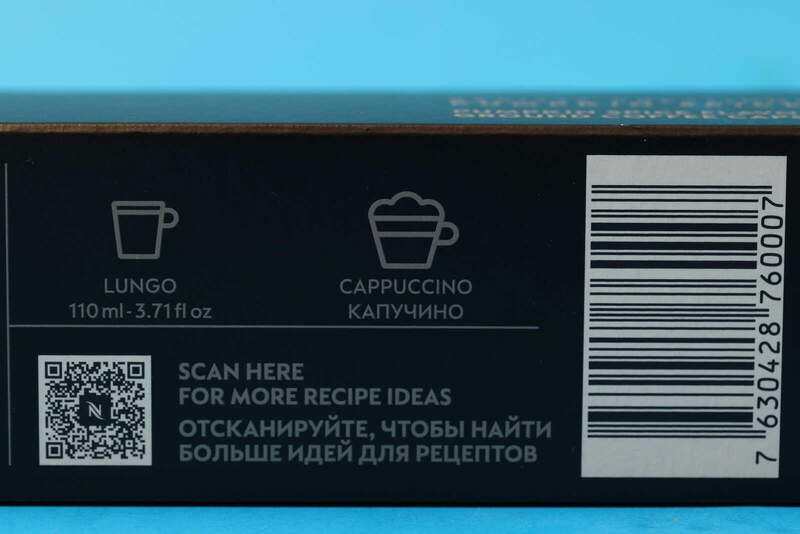 LUNGO
110 ml - 3.71 fl oz
CAPPUCCINO
КАПУЧИНО
SCAN HERE
FOR MORE RECIPE IDEAS
ОТСКАНИРУЙТЕ, ЧТОБЫ НАЙТИ
БОЛЬШЕ ИДЕЙ ДЛЯ РЕЦЕПТОВ
7 630428 760007